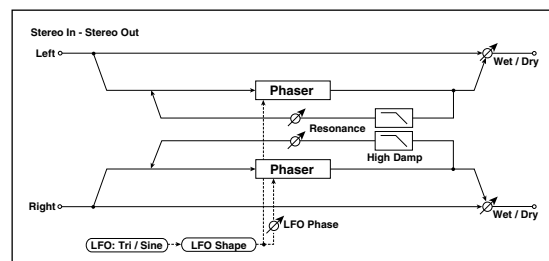 Stereo In - Stereo Out
Left
Wet / Dry
Phaser
Resonance
High Damp
Phaser
Right
Wet / Dry
LFO Phase
LFO: Tri / Sine
LFO Shape